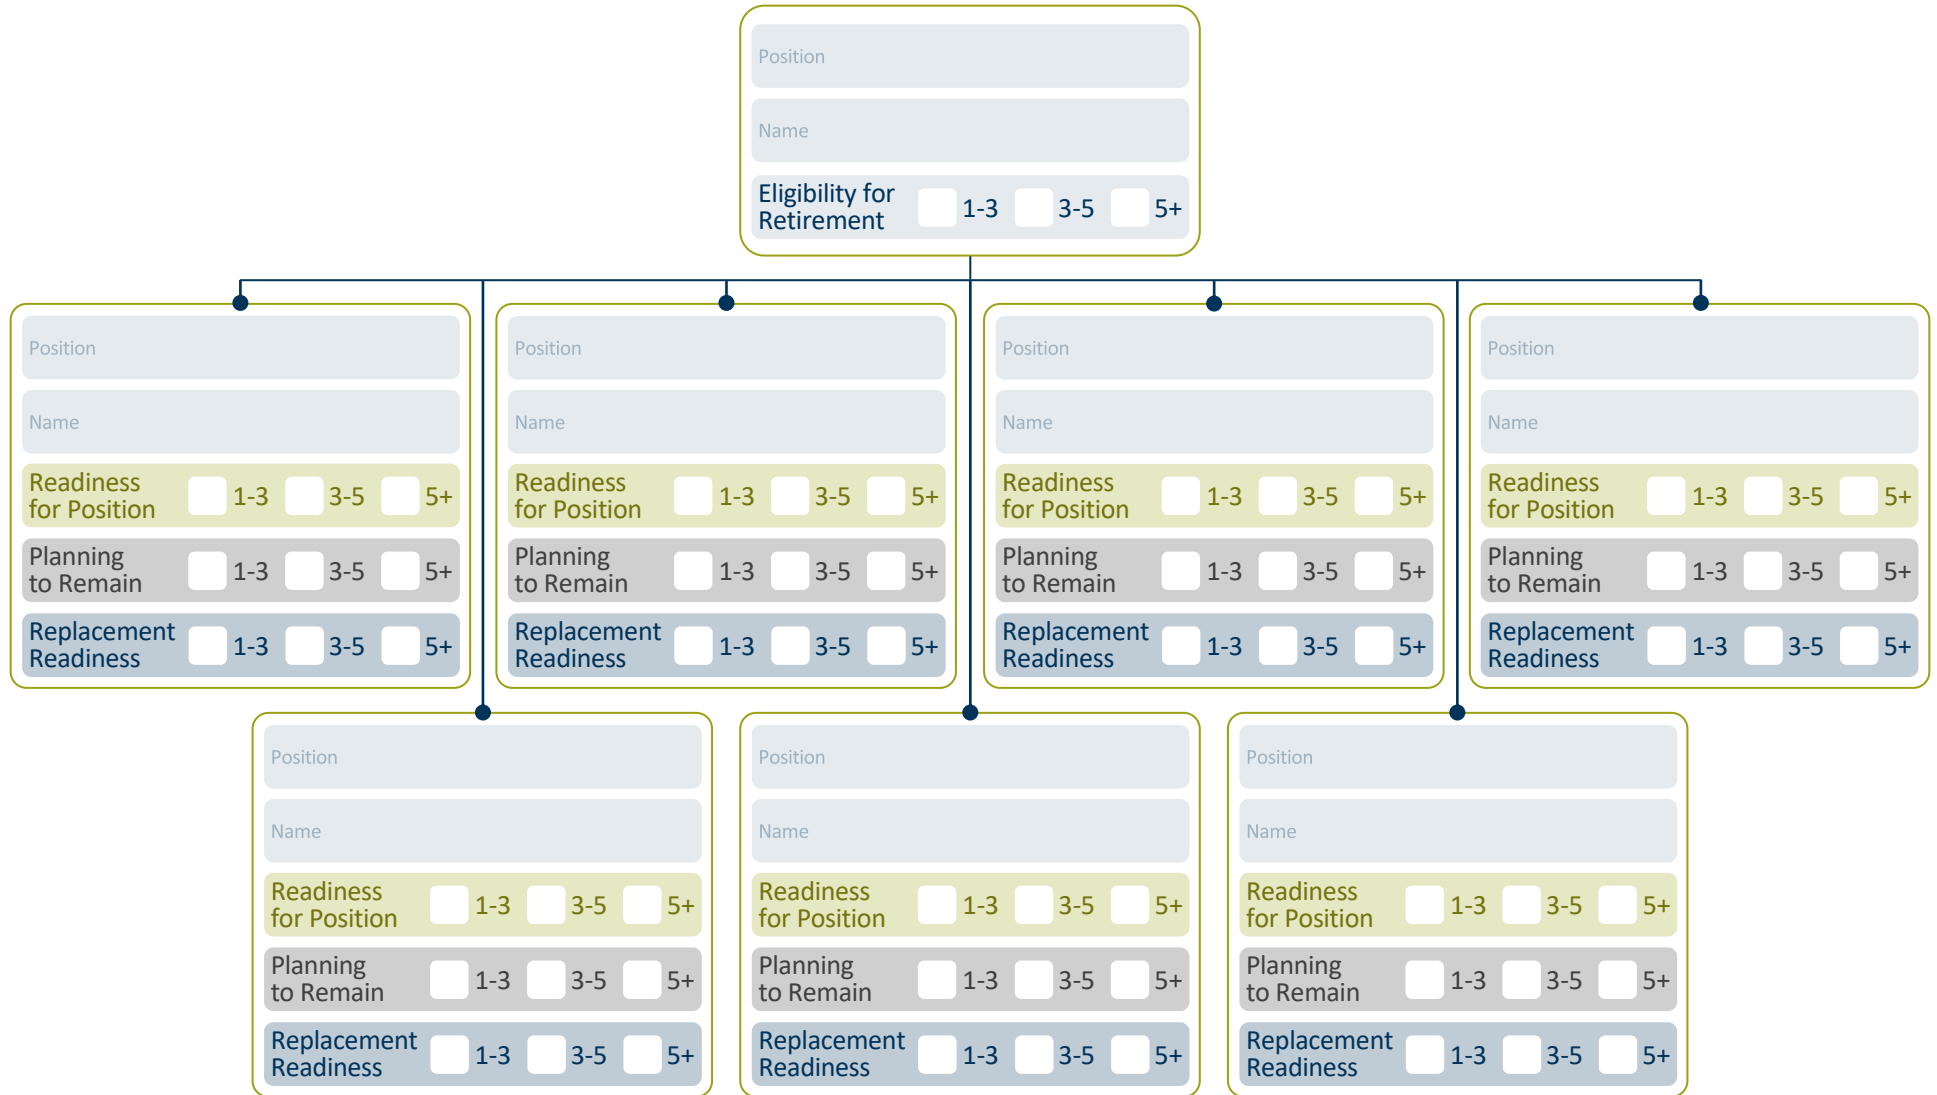 Position
Name
Eligibility for
Retirement 1-3 3-5 5+
Position
Name
Readiness
for Position 1-3 3-5 5+
Planning
to Remain 1-3 3-5 5+
Replacement
Readiness 1-3 3-5 5+
Position
Name
Readiness
for Position 1-3 3-5 5+
Planning
to Remain 1-3 3-5 5+
Replacement
Readiness 1-3 3-5 5+
Position
Name
Readiness
for Position 1-3 3-5 5+
Planning
to Remain 1-3 3-5 5+
Replacement
Readiness 1-3 3-5 5+
Position
Name
Readiness
for Position 1-3 3-5 5+
Planning
to Remain 1-3 3-5 5+
Replacement
Readiness 1-3 3-5 5+
Position
Name
Readiness
for Position 1-3 3-5 5+
Planning
to Remain 1-3 3-5 5+
Replacement
Readiness 1-3 3-5 5+
Position
Name
Readiness
for Position 1-3 3-5 5+
Planning
to Remain 1-3 3-5 5+
Replacement
Readiness 1-3 3-5 5+
Position
Name
Readiness
for Position 1-3 3-5 5+
Planning
to Remain 1-3 3-5 5+
Replacement
Readiness 1-3 3-5 5+